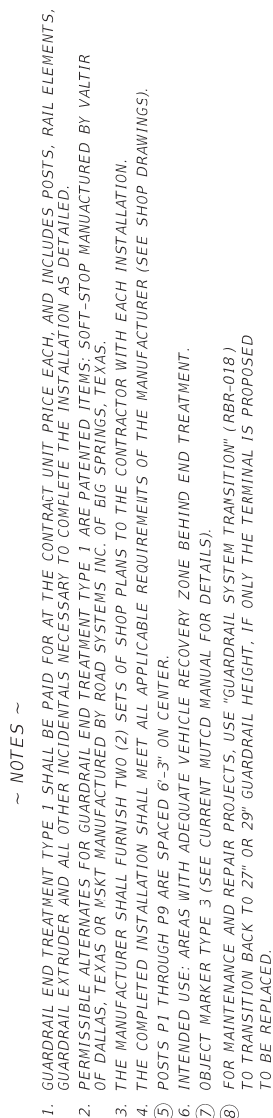 ~ NOTES ~
1. GUARDRAIL END TREATMENT TYPE 1 SHALL BE PAID FOR AT THE CONTRACT UNIT PRICE EACH, AND INCLUDES POSTS, RAIL ELEMENTS,
GUARDRAIL EXTRUDER AND ALL OTHER INCIDENTALS NECESSARY TO COMPLETE THE INSTALLATION AS DETAILED.
2. PERMISSIBLE ALTERNATES FOR GUARDRAIL END TREATMENT TYPE 1 ARE PATENTED ITEMS: SOFT-STOP MANUACTURED BY VALTIR
OF DALLAS, TEXAS OR MSKT MANUFACTURED BY ROAD SYSTEMS INC. OF BIG SPRINGS, TEXAS.
3. THE MANUFACTURER SHALL FURNISH TWO (2) SETS OF SHOP PLANS TO THE CONTRACTOR WITH EACH INSTALLATION.
4. THE COMPLETED INSTALLATION SHALL MEET ALL APPLICABLE REQUIREMENTS OF THE MANUFACTURER (SEE SHOP DRAWINGS).
5 POSTS P1 THROUGH P9 ARE SPACED 6'-3" ON CENTER.
6. INTENDED USE: AREAS WITH ADEQUATE VEHICLE RECOVERY ZONE BEHIND END TREATMENT.
7 OBJECT MARKER TYPE 3 (SEE CURRENT MUTCD MANUAL FOR DETAILS).
8 FOR MAINTENANCE AND REPAIR PROJECTS, USE "GUARDRAIL SYSTEM TRANSITION" (RBR-018)
TO TRANSITION BACK TO 27" OR 29" GUARDRAIL HEIGHT, IF ONLY THE TERMINAL IS PROPOSED
TO BE REPLACED.